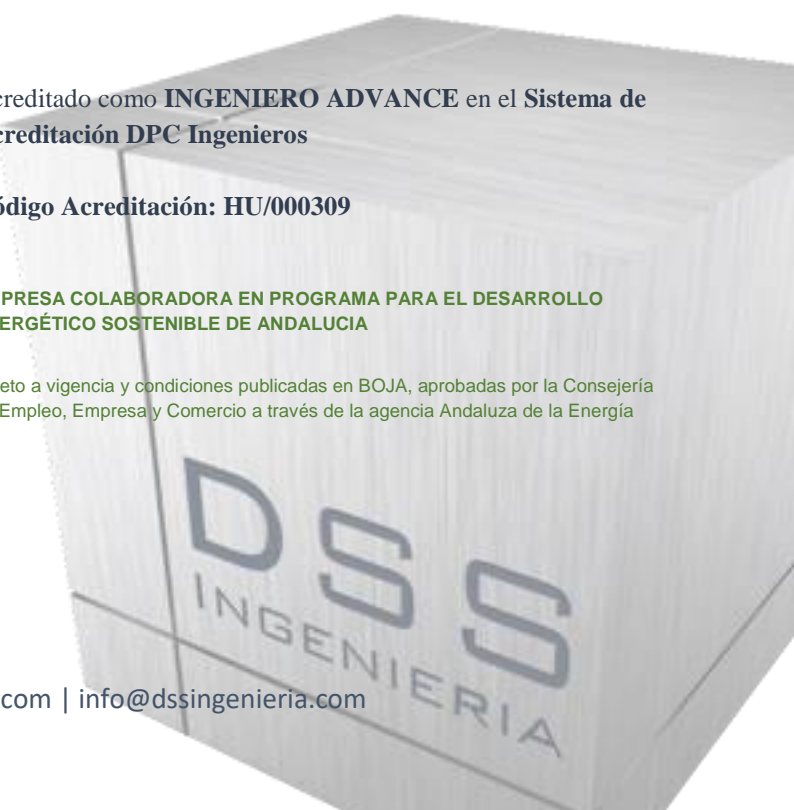 creditado como INGENIERO ADVANCE en el Sistema de
creditación DPC Ingenieros
ódigo Acreditación: HU/000309
PRESA COLABORADORA EN PROGRAMA PARA EL DESARROLLO
ERGÉTICO SOSTENIBLE DE ANDALUCIA
eto a vigencia y condiciones publicadas en BOJA, aprobadas por la Consejería
Empleo, Empresa y Comercio a través de la agencia Andaluza de la Energía
DSS
INGENIERIA
com | info@dssingenieria.com